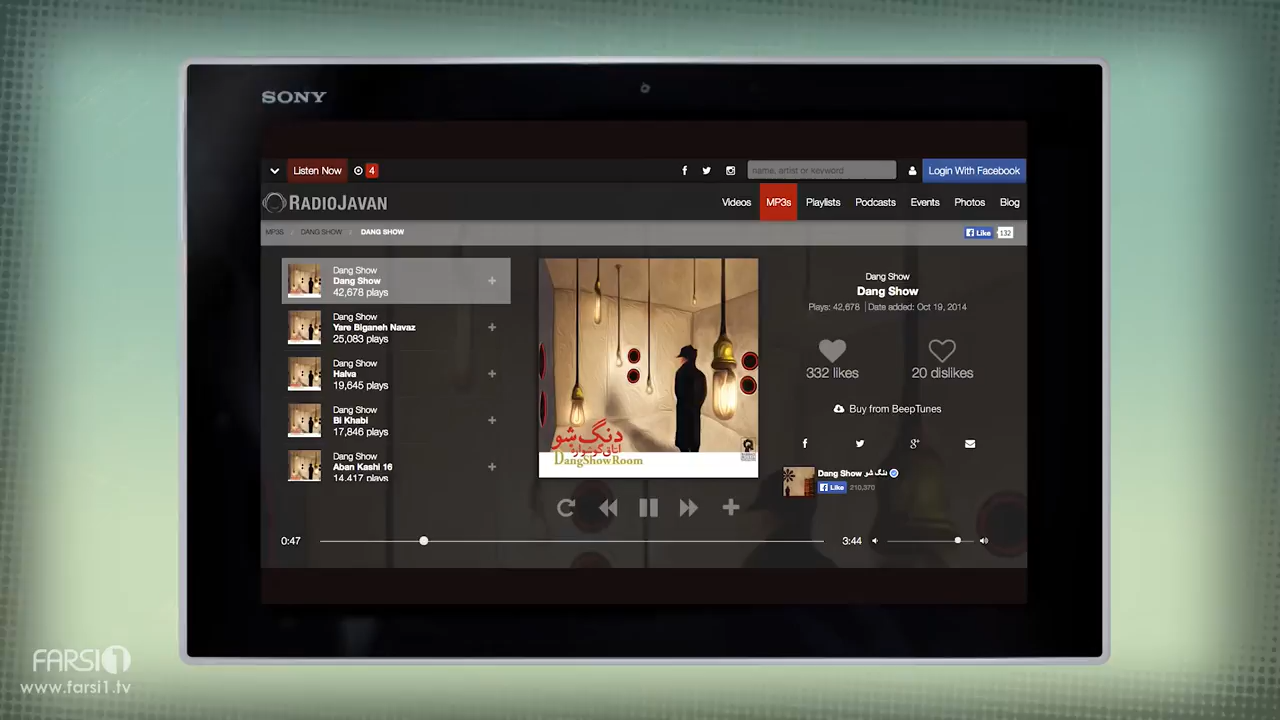 SONY
Listen Now 4 name, artist or keyword Login With Facebook
RADIOJAVAN Videos MP3s Playlists Podcasts Events Photos Blog
MP3S / DANG SHOW / DANG SHOW Like 132
Dang Show
Dang Show
42,678 plays
Dang Show
Yare Biganeh Navaz
25,083 plays
Dang Show
Halva
19,645 plays
Dang Show
Bi Khabi
17,846 plays
Dang Show
Aban Kashi 16
14,417 plays
دنگ شو
اتاق گوشواره
DangShowRoom
Dang Show
Dang Show
Plays: 42,678 | Date added: Oct 19, 2014
332 likes 20 dislikes
Buy from BeepTunes
Dang Show دنگ شو
Like 210,370
0:47 3:44
FARSI1
www.farsi1.tv